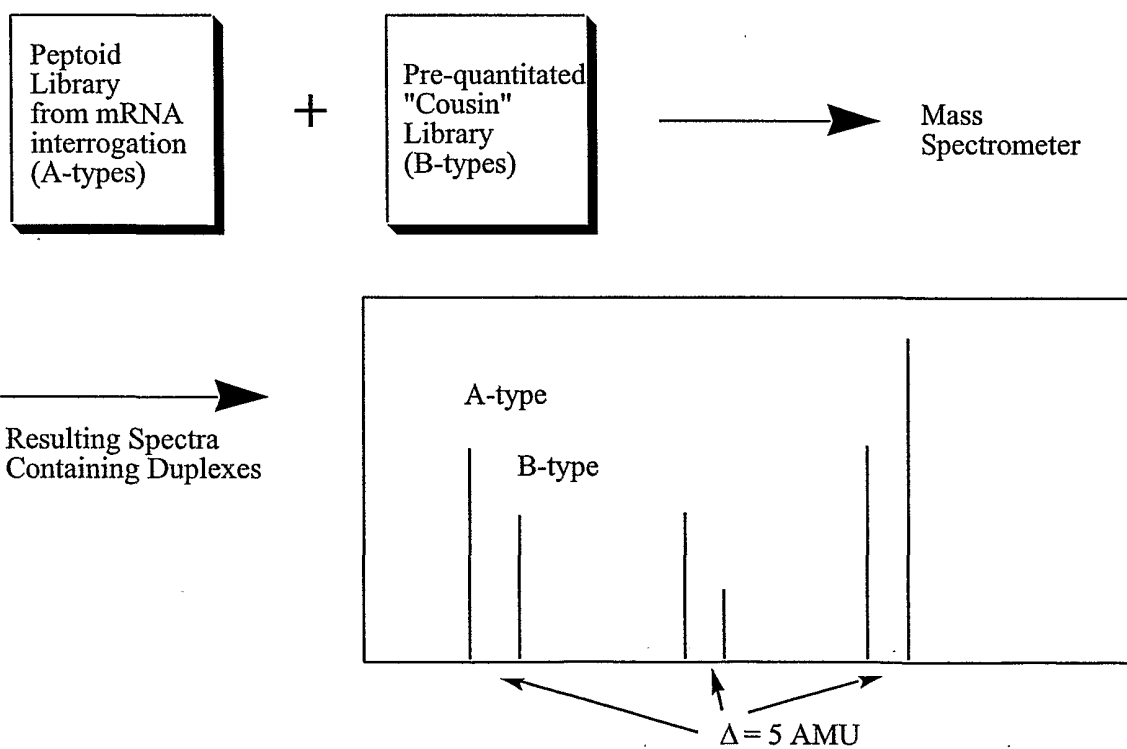 Peptoid
Library
from mRNA
interrogation
(A-types)
+
Pre-quantitated
"Cousin"
Library
(B-types)
Mass
Spectrometer
Resulting Spectra
Containing Duplexes
A-type
B-type
Δ = 5 AMU